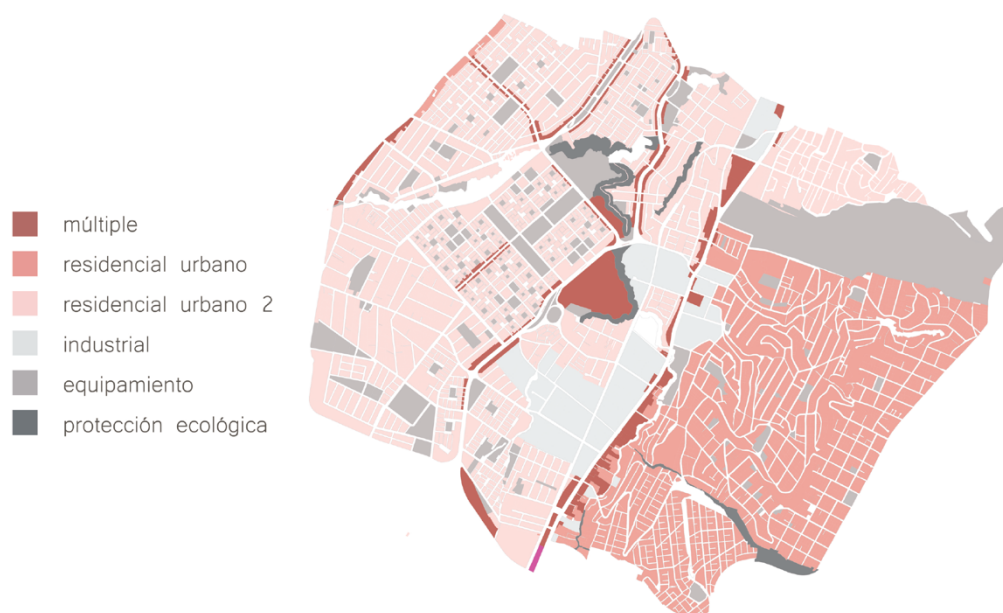 múltiple
residencial urbano
residencial urbano 2
industrial
equipamiento
protección ecológica